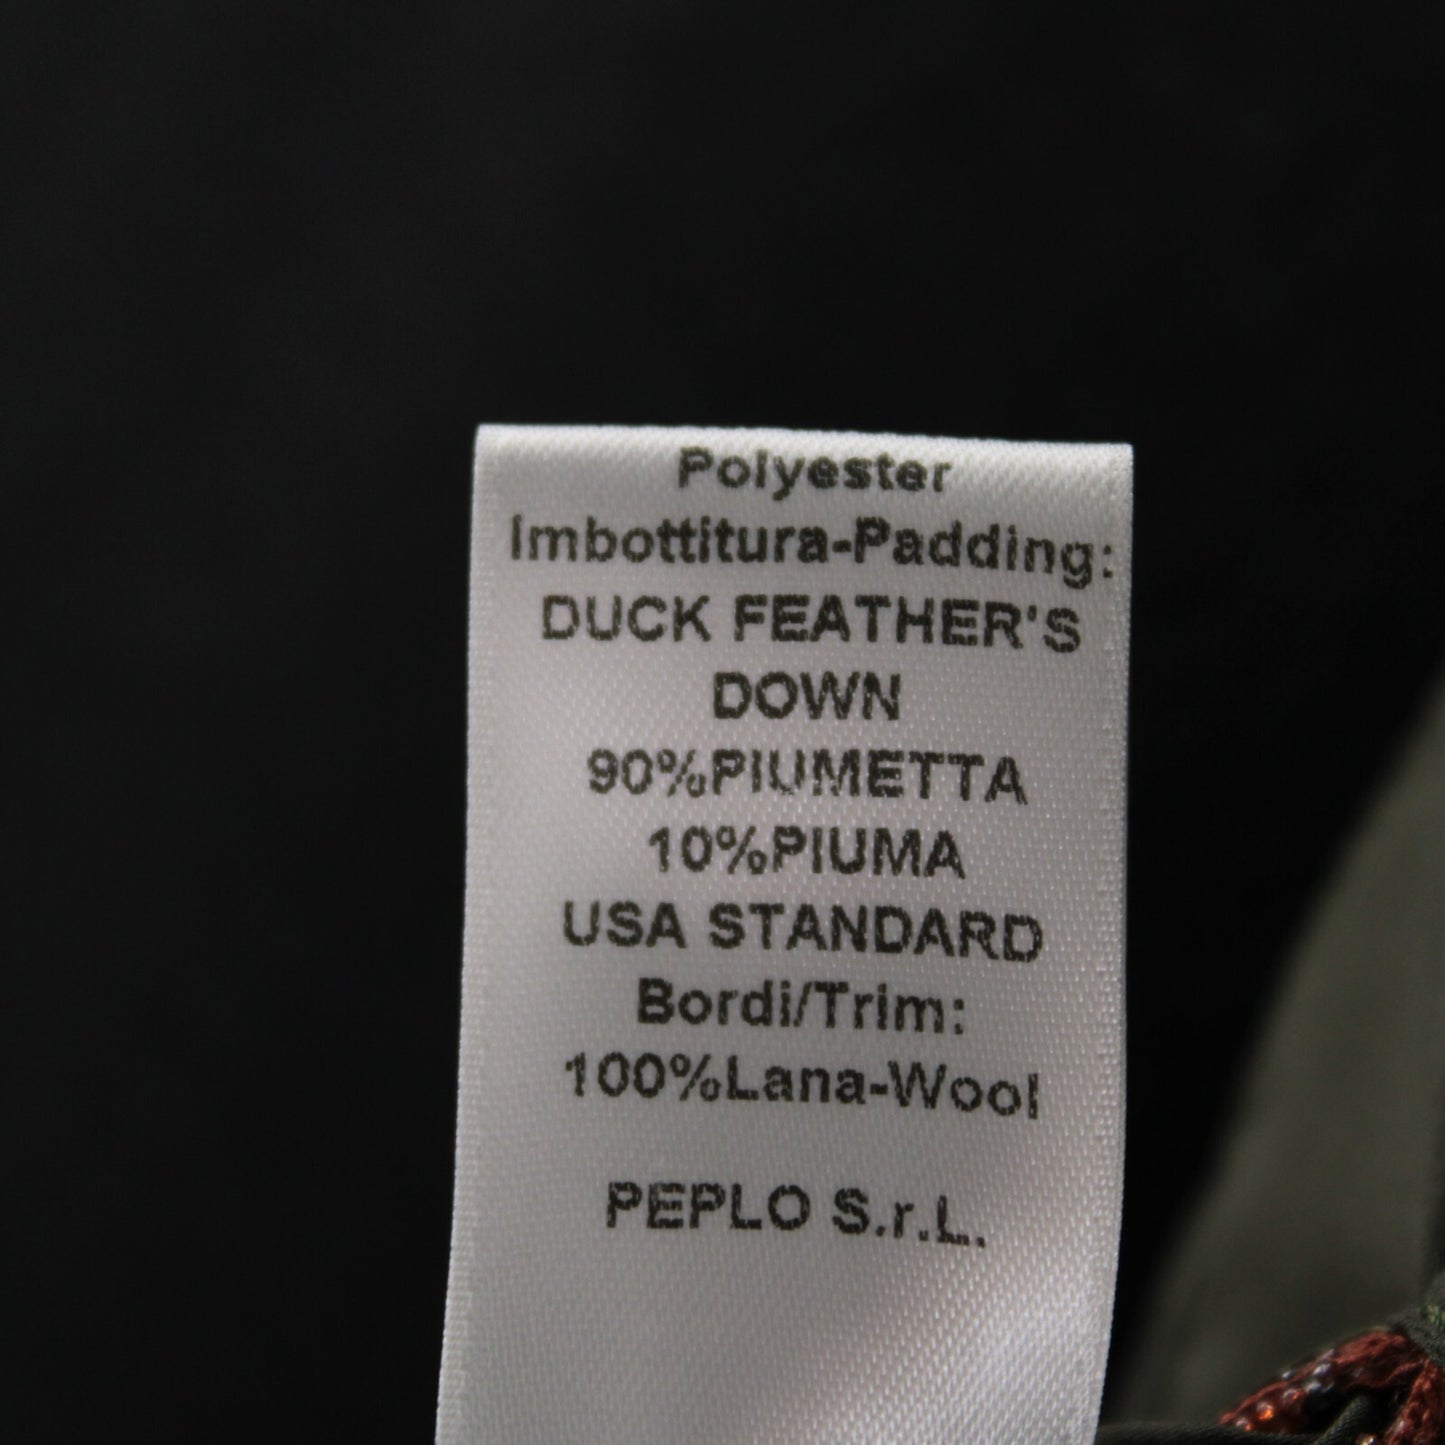 Polyester
Imbottitura-Padding:
DUCK FEATHER'S
DOWN
90%PIUMETTA
10%PIUMA
USA STANDARD
Bordi/Trim:
100%Lana-Wool
PEPLO S.r.L.